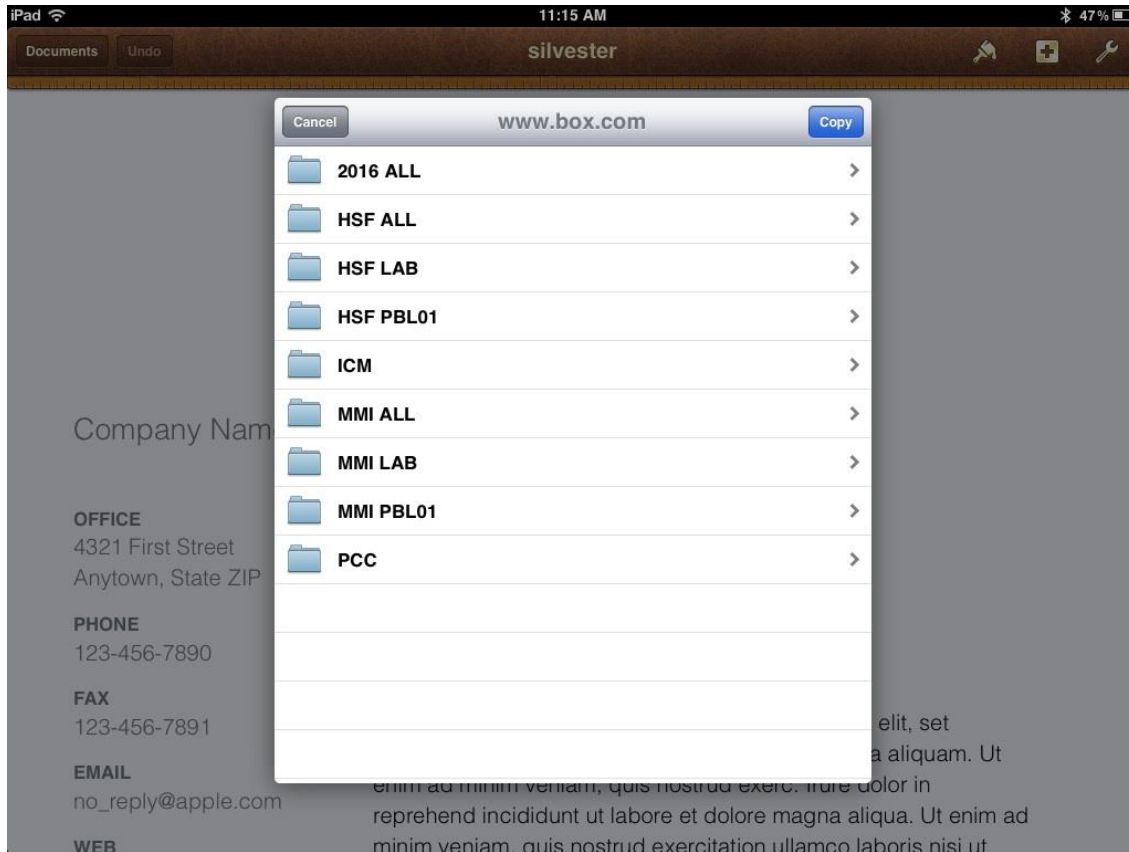 iPad 11:15 AM 47%
Documents Undo silvester
Cancel www.box.com Copy
2016 ALL
HSF ALL
HSF LAB
HSF PBL01
ICM
MMI ALL
MMI LAB
MMI PBL01
PCC
Company Nam
OFFICE
4321 First Street
Anytown, State ZIP
PHONE
123-456-7890
FAX
123-456-7891
EMAIL
no_reply@apple.com
WEB
elit, set
a aliquam. Ut
enim ad minim veniam, quis nostrud exerc. Irure dolor in
reprehend incididunt ut labore et dolore magna aliqua. Ut enim ad
minim veniam, quis nostrud exercitation ullamco laboris nisi ut